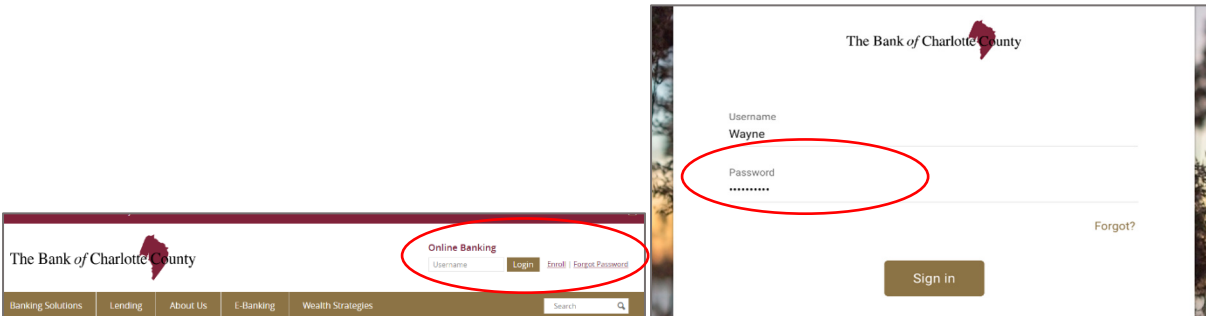 The Bank of Charlotte County
Online Banking
Username
Login
Enroll | Forgot Password
Banking Solutions
Lending
About Us
E-Banking
Wealth Strategies
Search
The Bank of Charlotte County
Username
Wayne
Password
••••••••••
Forgot?
Sign in